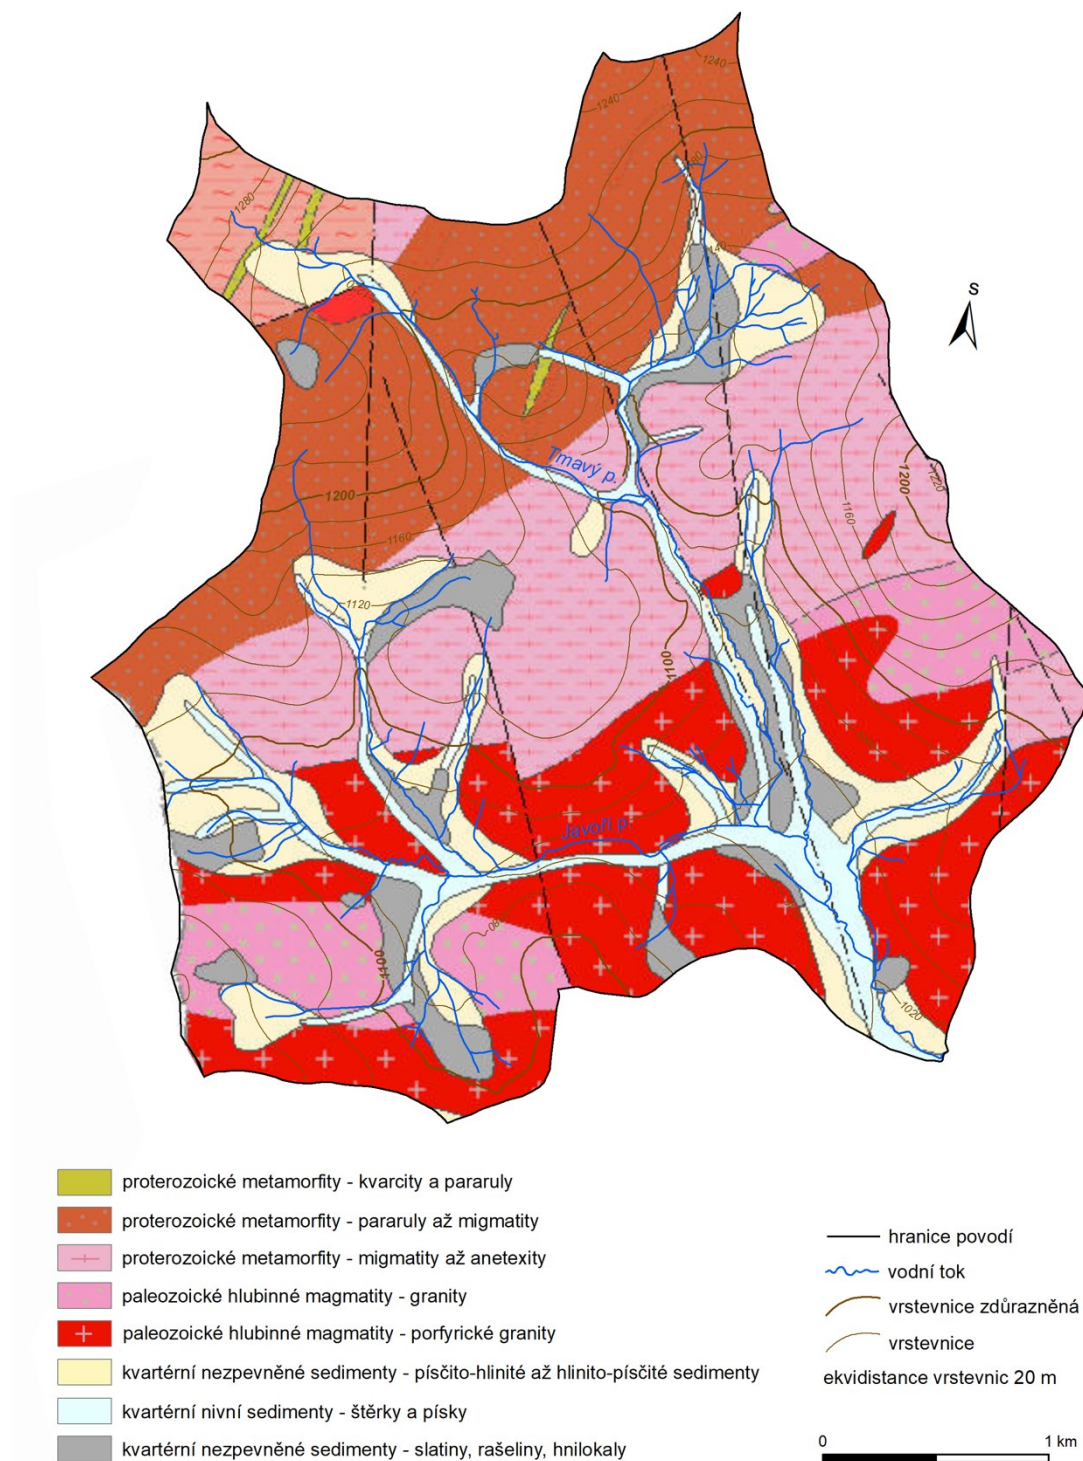 1240
1240
S
1280
Tmavý p.
1200
1200
1220
1160
1160
1120
1100
Javoří p.
1100
1020
proterozoické metamorfity - kvarcity a pararuly
proterozoické metamorfity - pararuly až migmatity
proterozoické metamorfity - migmatity až anetexity
paleozoické hlubinné magmatity - granity
paleozoické hlubinné magmatity - porfyrické granity
kvartérní nezpevněné sedimenty - písčito-hlinité až hlinito-písčité sedimenty
kvartérní nivní sedimenty - štěrky a písky
kvartérní nezpevněné sedimenty - slatiny, rašeliny, hnilokaly
hranice povodí
vodní tok
vrstevnice zdůrazněná
vrstevnice
ekvidistance vrstevnic 20 m
0 1 km